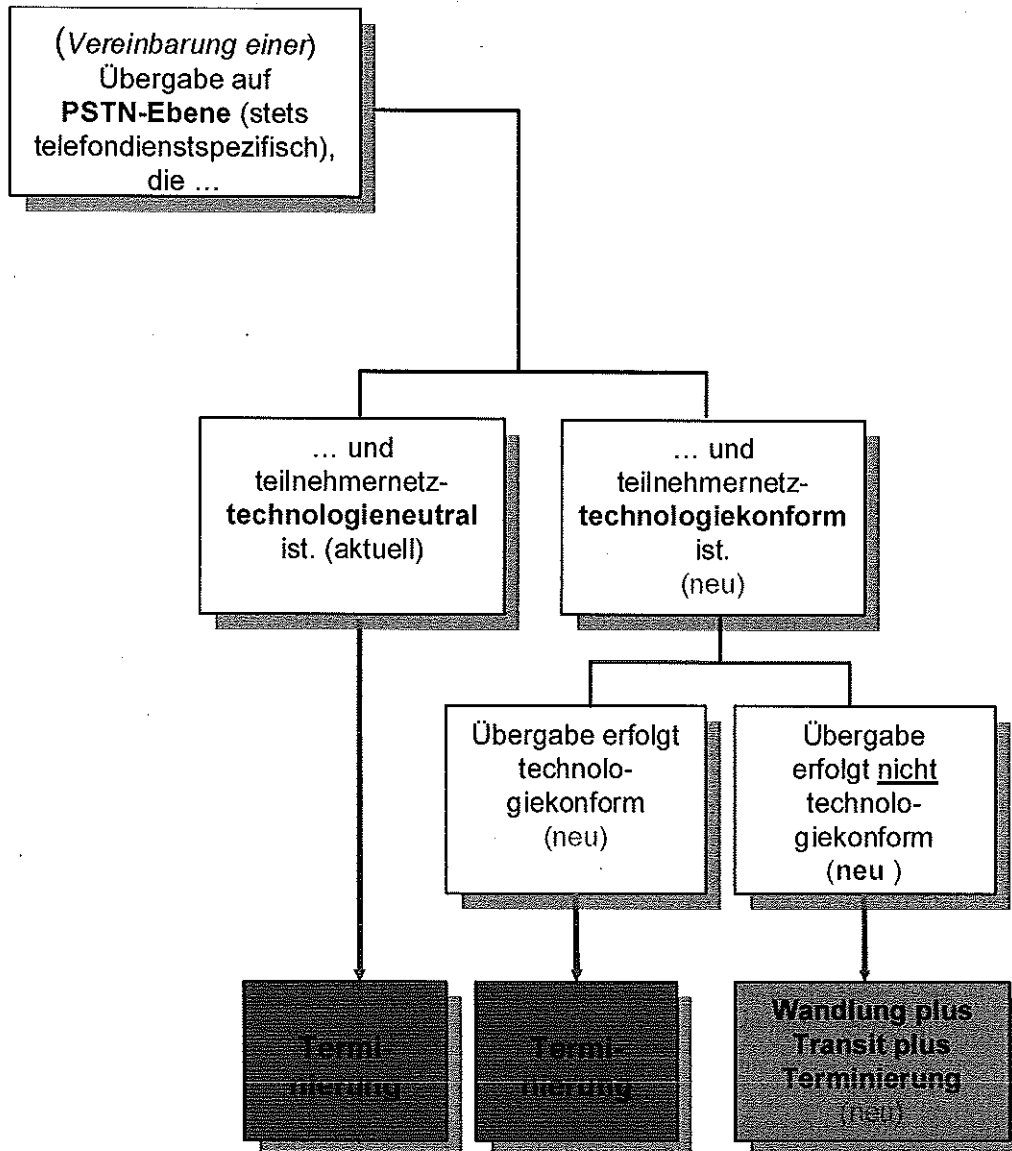 (Vereinbarung einer)
Übergabe auf
PSTN-Ebene (stets
telefondienstspezifisch),
die ...
... und
teilnehmernetz-
technologieneutral
ist. (aktuell)
... und
teilnehmernetz-
technologiekonform
ist.
(neu)
Übergabe erfolgt
technolo-
giekonform
(neu)
Übergabe
erfolgt nicht
technolo-
giekonform
(neu )
Termi-
nierung
Termi-
nierung
Wandlung plus
Transit plus
Terminierung
(neu)